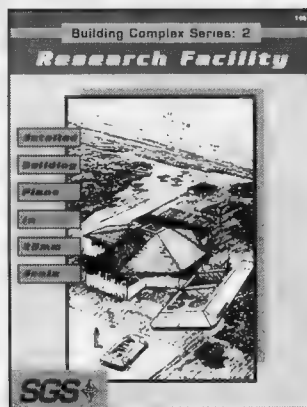 Building Complex Series: 2
Research Facility
Detailed
Building
Plans
In
25mm
Scale
SGS